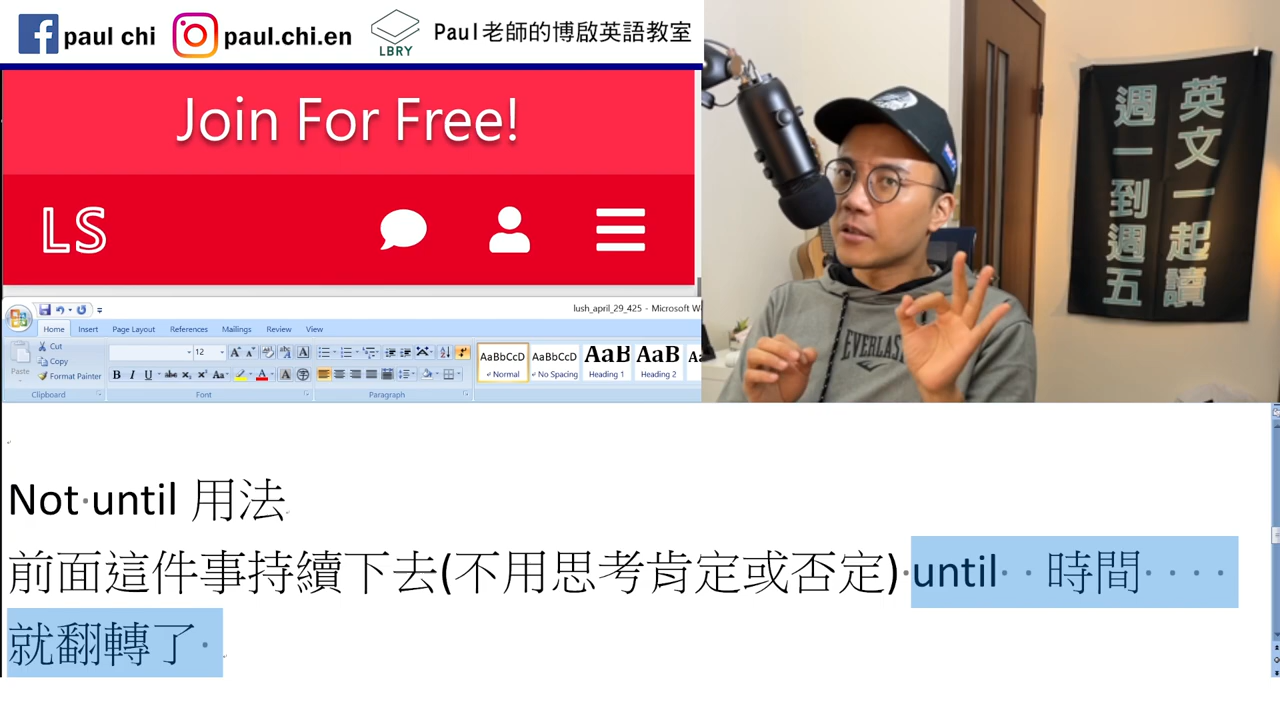 paul chi
paul.chi.en
LBRY
Paul老師的博啟英語教室
Join For Free!
LS
lush_april_29_425 - Microsoft W
Home Insert Page Layout References Mailings Review View
Paste
Cut
Copy
Format Painter
12
AaBbCcD AaBbCcD AaBbC AaBbC
Normal No Spacing Heading 1 Heading 2
Clipboard Font Paragraph
EVERLAST
英文一起讀
週一到週五
Not until 用法
前面這件事持續下去(不用思考肯定或否定) until 時間
就翻轉了